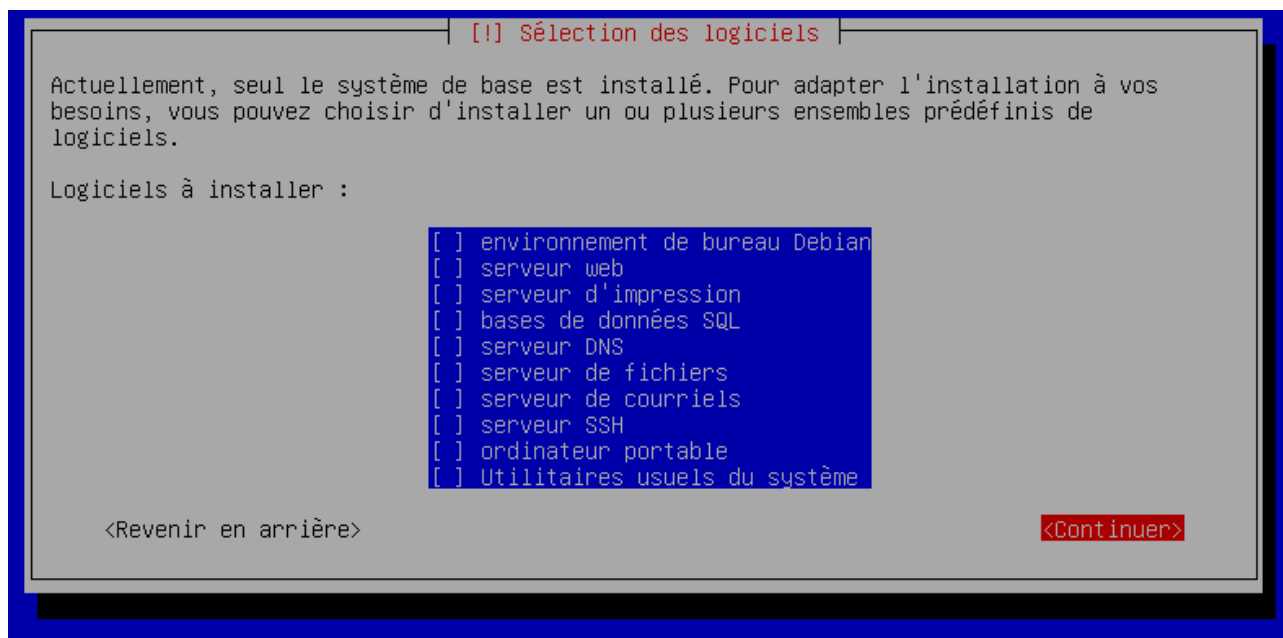 [!] Sélection des logiciels
Actuellement, seul le système de base est installé. Pour adapter l'installation à vos
besoins, vous pouvez choisir d'installer un ou plusieurs ensembles prédéfinis de
logiciels.
Logiciels à installer :
[ ] environnement de bureau Debian
[ ] serveur web
[ ] serveur d'impression
[ ] bases de données SQL
[ ] serveur DNS
[ ] serveur de fichiers
[ ] serveur de courriels
[ ] serveur SSH
[ ] ordinateur portable
[ ] Utilitaires usuels du système
<Revenir en arrière> <Continuer>